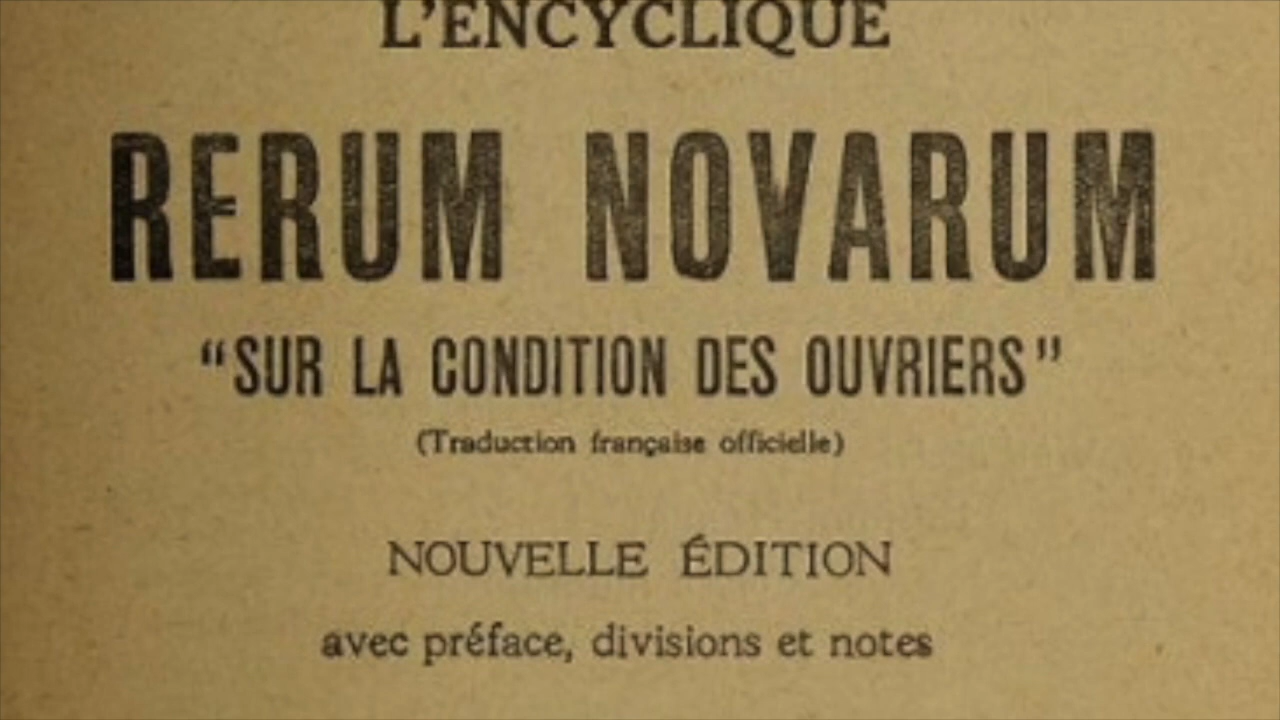 L'ENCYCLIQUE
RERUM NOVARUM
"SUR LA CONDITION DES OUVRIERS"
(Traduction française officielle)
NOUVELLE ÉDITION
avec préface, divisions et notes